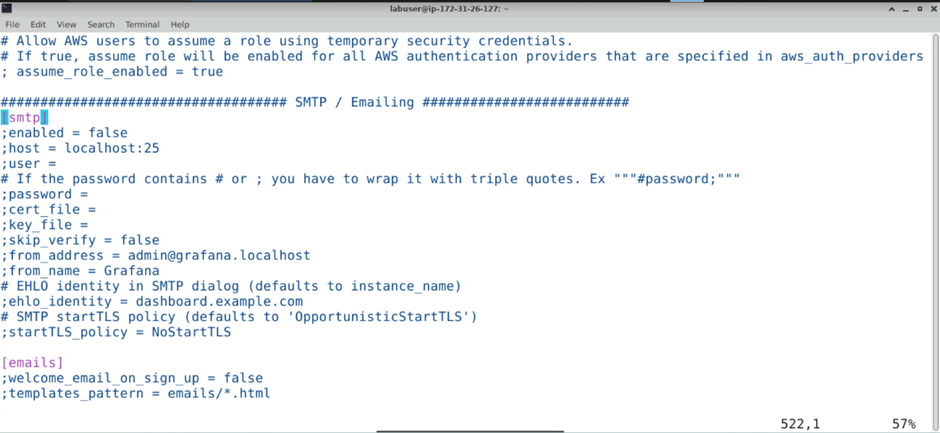 labuser@ip-172-31-26-127: ~
File Edit View Search Terminal Help
# Allow AWS users to assume a role using temporary security credentials.
# If true, assume role will be enabled for all AWS authentication providers that are specified in aws_auth_providers
; assume_role_enabled = true
#################################### SMTP / Emailing ##########################
[smtp]
;enabled = false
;host = localhost:25
;user =
# If the password contains # or ; you have to wrap it with triple quotes. Ex """#password;"""
;password =
;cert_file =
;key_file =
;skip_verify = false
;from_address = admin@grafana.localhost
;from_name = Grafana
# EHLO identity in SMTP dialog (defaults to instance_name)
;ehlo_identity = dashboard.example.com
# SMTP startTLS policy (defaults to 'OpportunisticStartTLS')
;startTLS_policy = NoStartTLS
[emails]
;welcome_email_on_sign_up = false
;templates_pattern = emails/*.html
522,1 57%